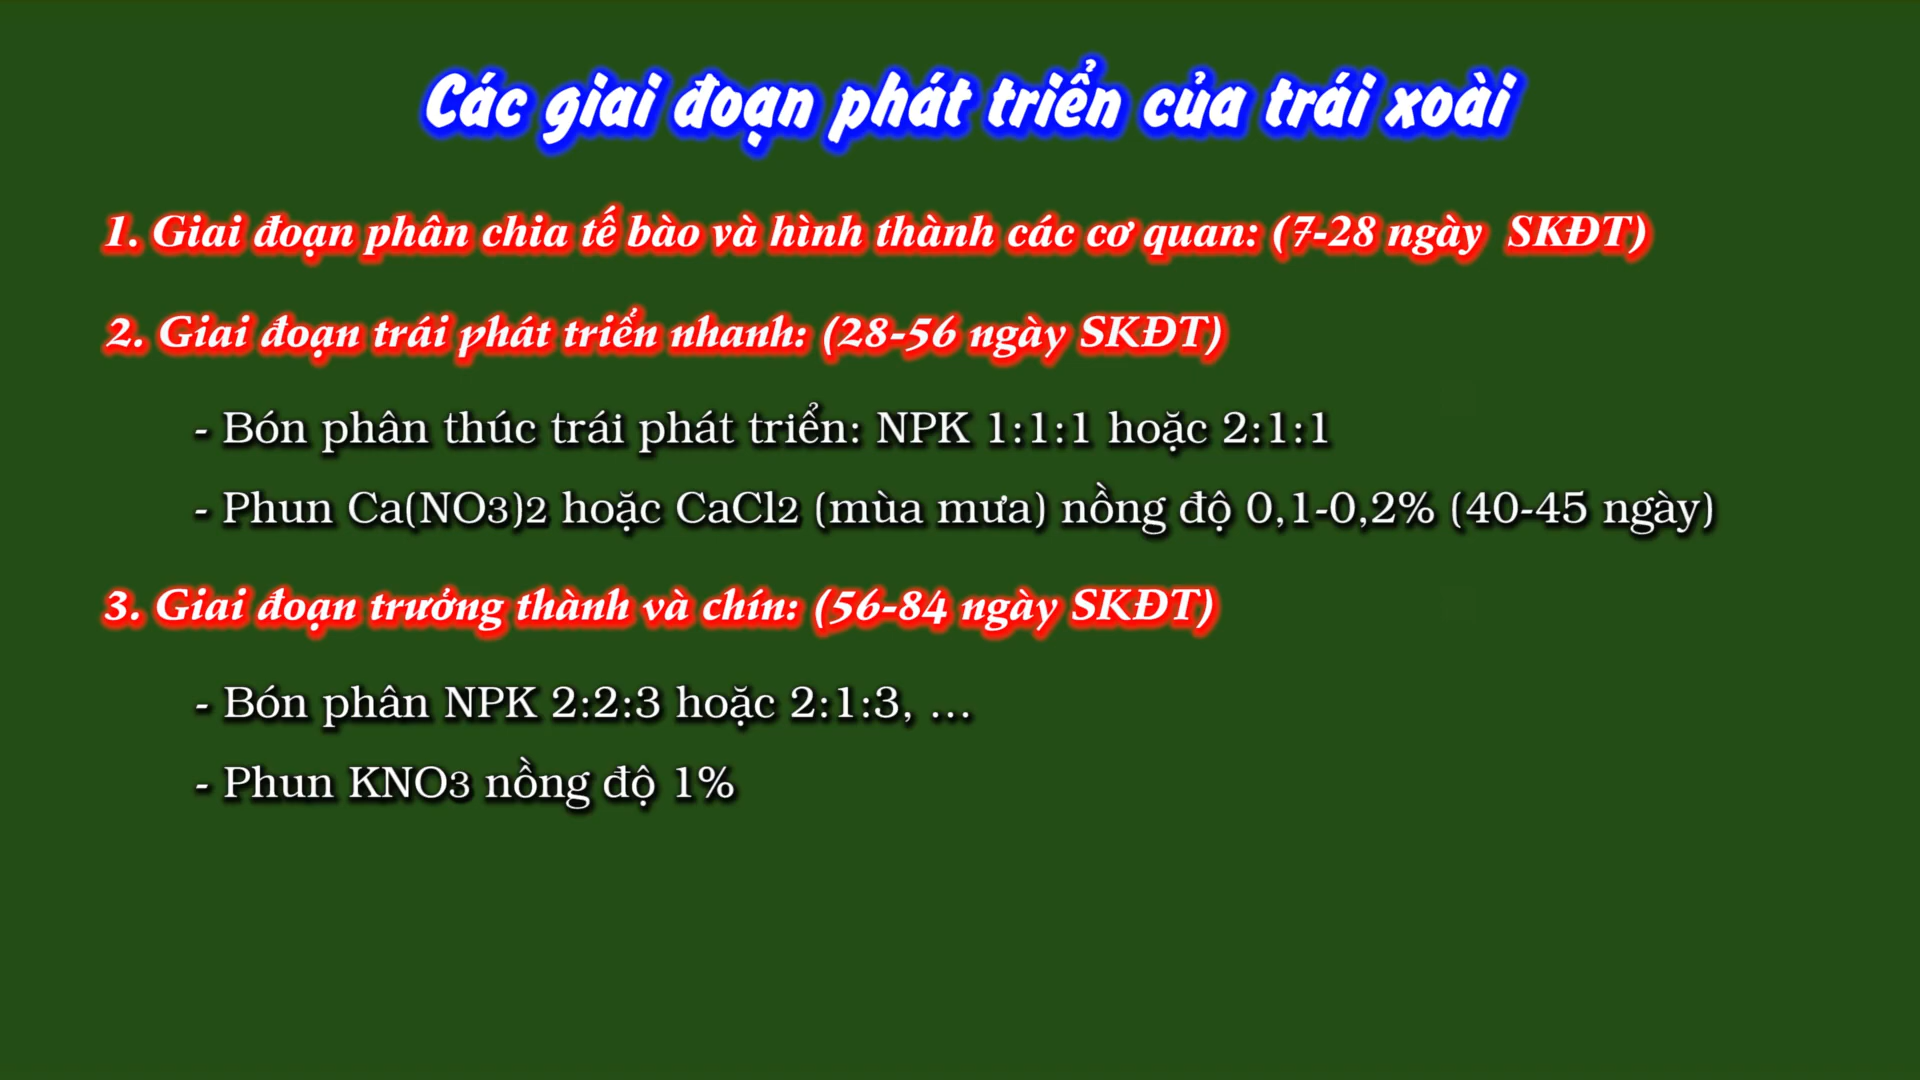 Các giai đoạn phát triển của trái xoài
1. Giai đoạn phân chia tế bào và hình thành các cơ quan: (7-28 ngày SKĐT)
2. Giai đoạn trái phát triển nhanh: (28-56 ngày SKĐT)
- Bón phân thúc trái phát triển: NPK 1:1:1 hoặc 2:1:1
- Phun Ca(NO3)2 hoặc CaCl2 (mùa mưa) nồng độ 0,1-0,2% (40-45 ngày)
3. Giai đoạn trưởng thành và chín: (56-84 ngày SKĐT)
- Bón phân NPK 2:2:3 hoặc 2:1:3, ...
- Phun KNO3 nồng độ 1%